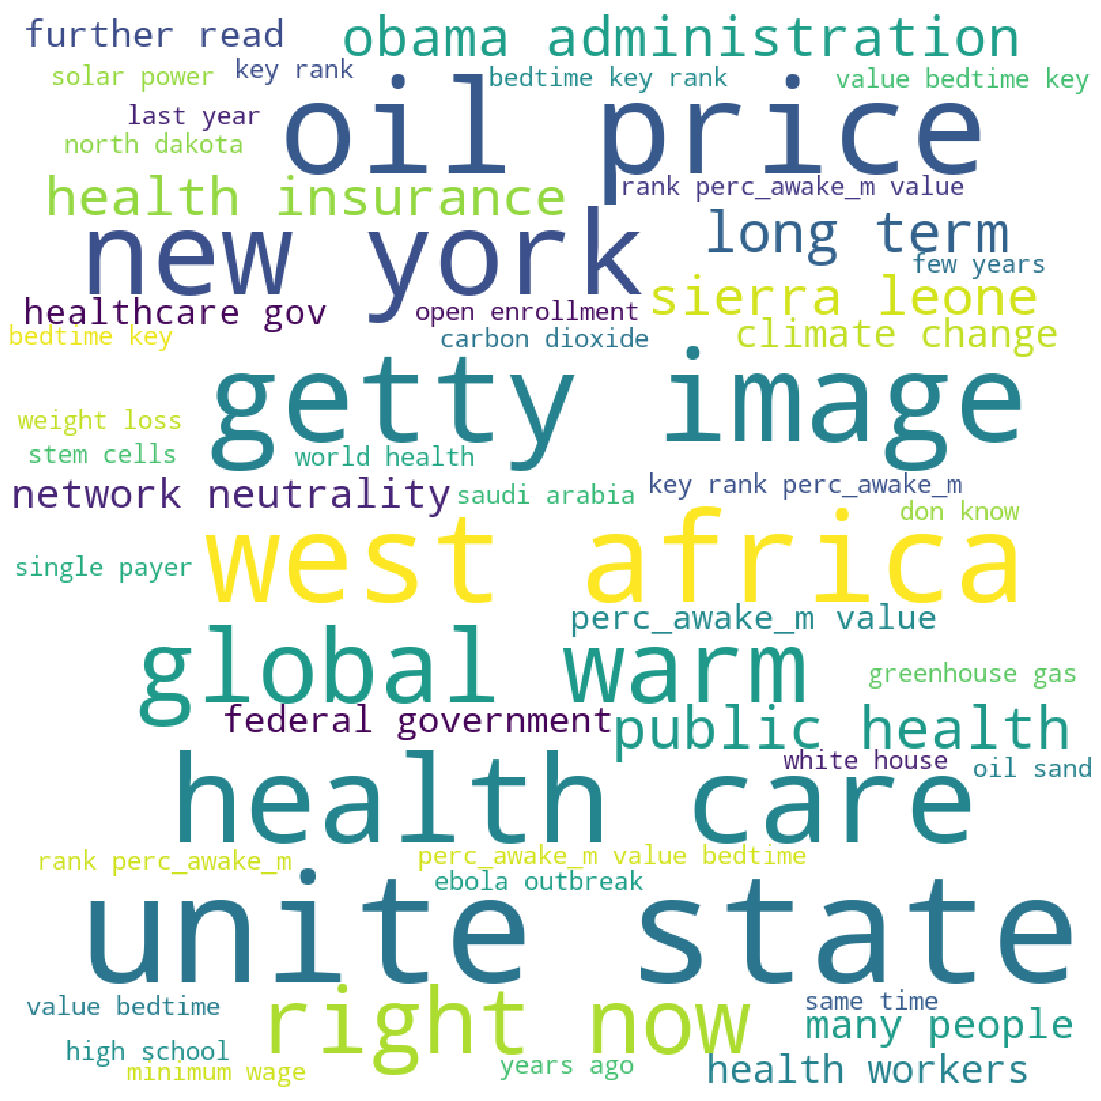 further read
obama administration
solar power
key rank
bedtime key rank
value bedtime key
oil price
last year
north dakota
health insurance
rank perc_awake_m value
new york
long term
few years
sierra leone
healthcare gov
open enrollment
bedtime key
carbon dioxide
climate change
getty image
weight loss
stem cells
world health
network neutrality
saudi arabia
key rank perc_awake_m
don know
west africa
single payer
perc_awake_m value
global warm
greenhouse gas
federal government
public health
white house
oil sand
health care
rank perc_awake_m
perc_awake_m value bedtime
ebola outbreak
unite state
value bedtime
right now
same time
many people
high school
minimum wage
years ago
health workers